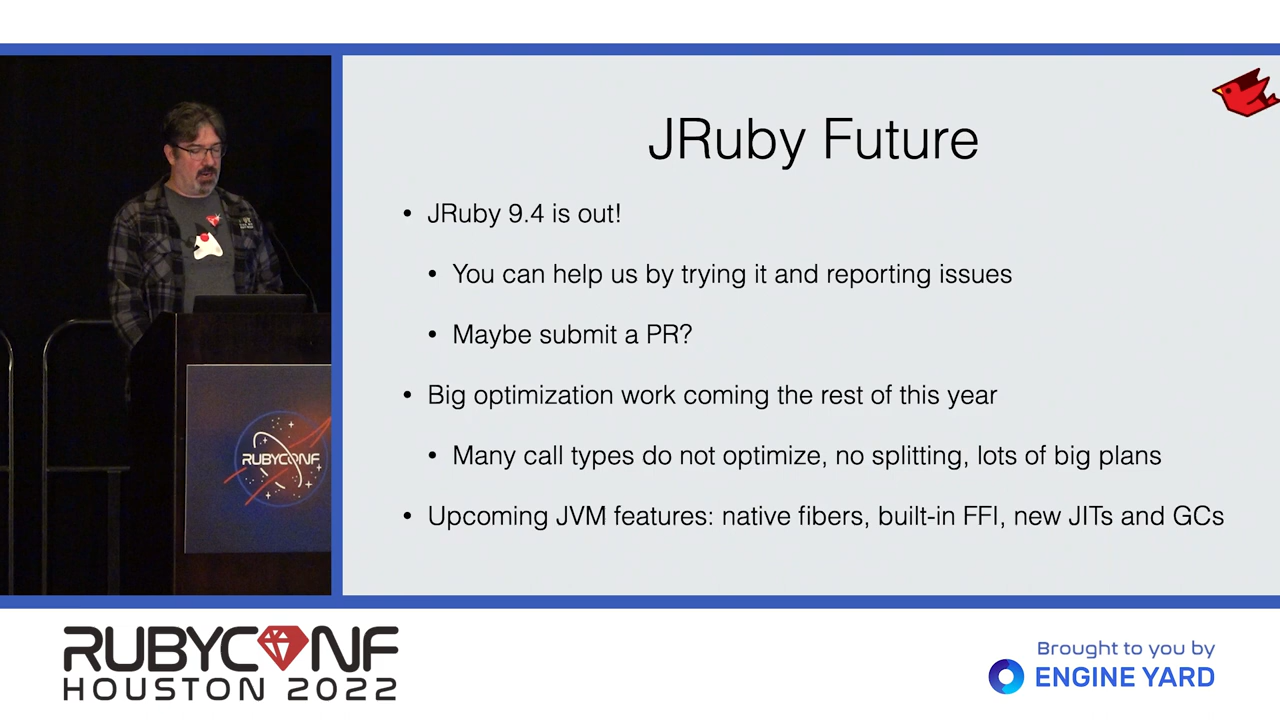 JRuby Future
• JRuby 9.4 is out!
• You can help us by trying it and reporting issues
• Maybe submit a PR?
• Big optimization work coming the rest of this year
• Many call types do not optimize, no splitting, lots of big plans
• Upcoming JVM features: native fibers, built-in FFI, new JITs and GCs
RUBYCONF
RUBYCONF
HOUSTON 2022
Brought to you by
ENGINE YARD